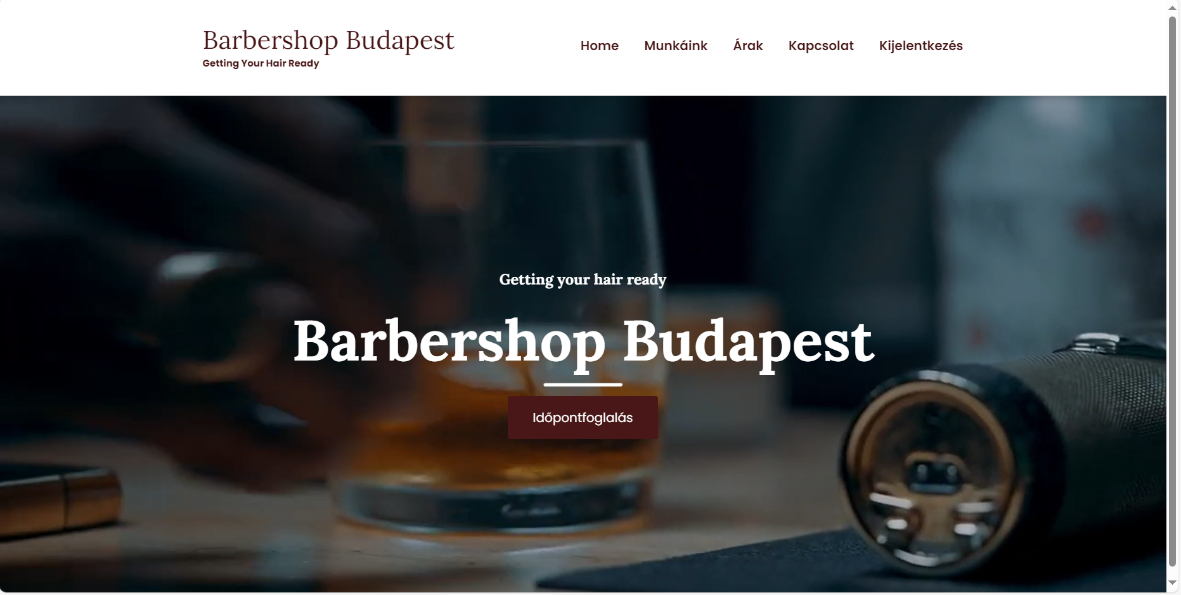 Barbershop Budapest
Getting Your Hair Ready
Home Munkáink Árak Kapcsolat Kijelentkezés
Getting your hair ready
Barbershop Budapest
Időpontfoglalás